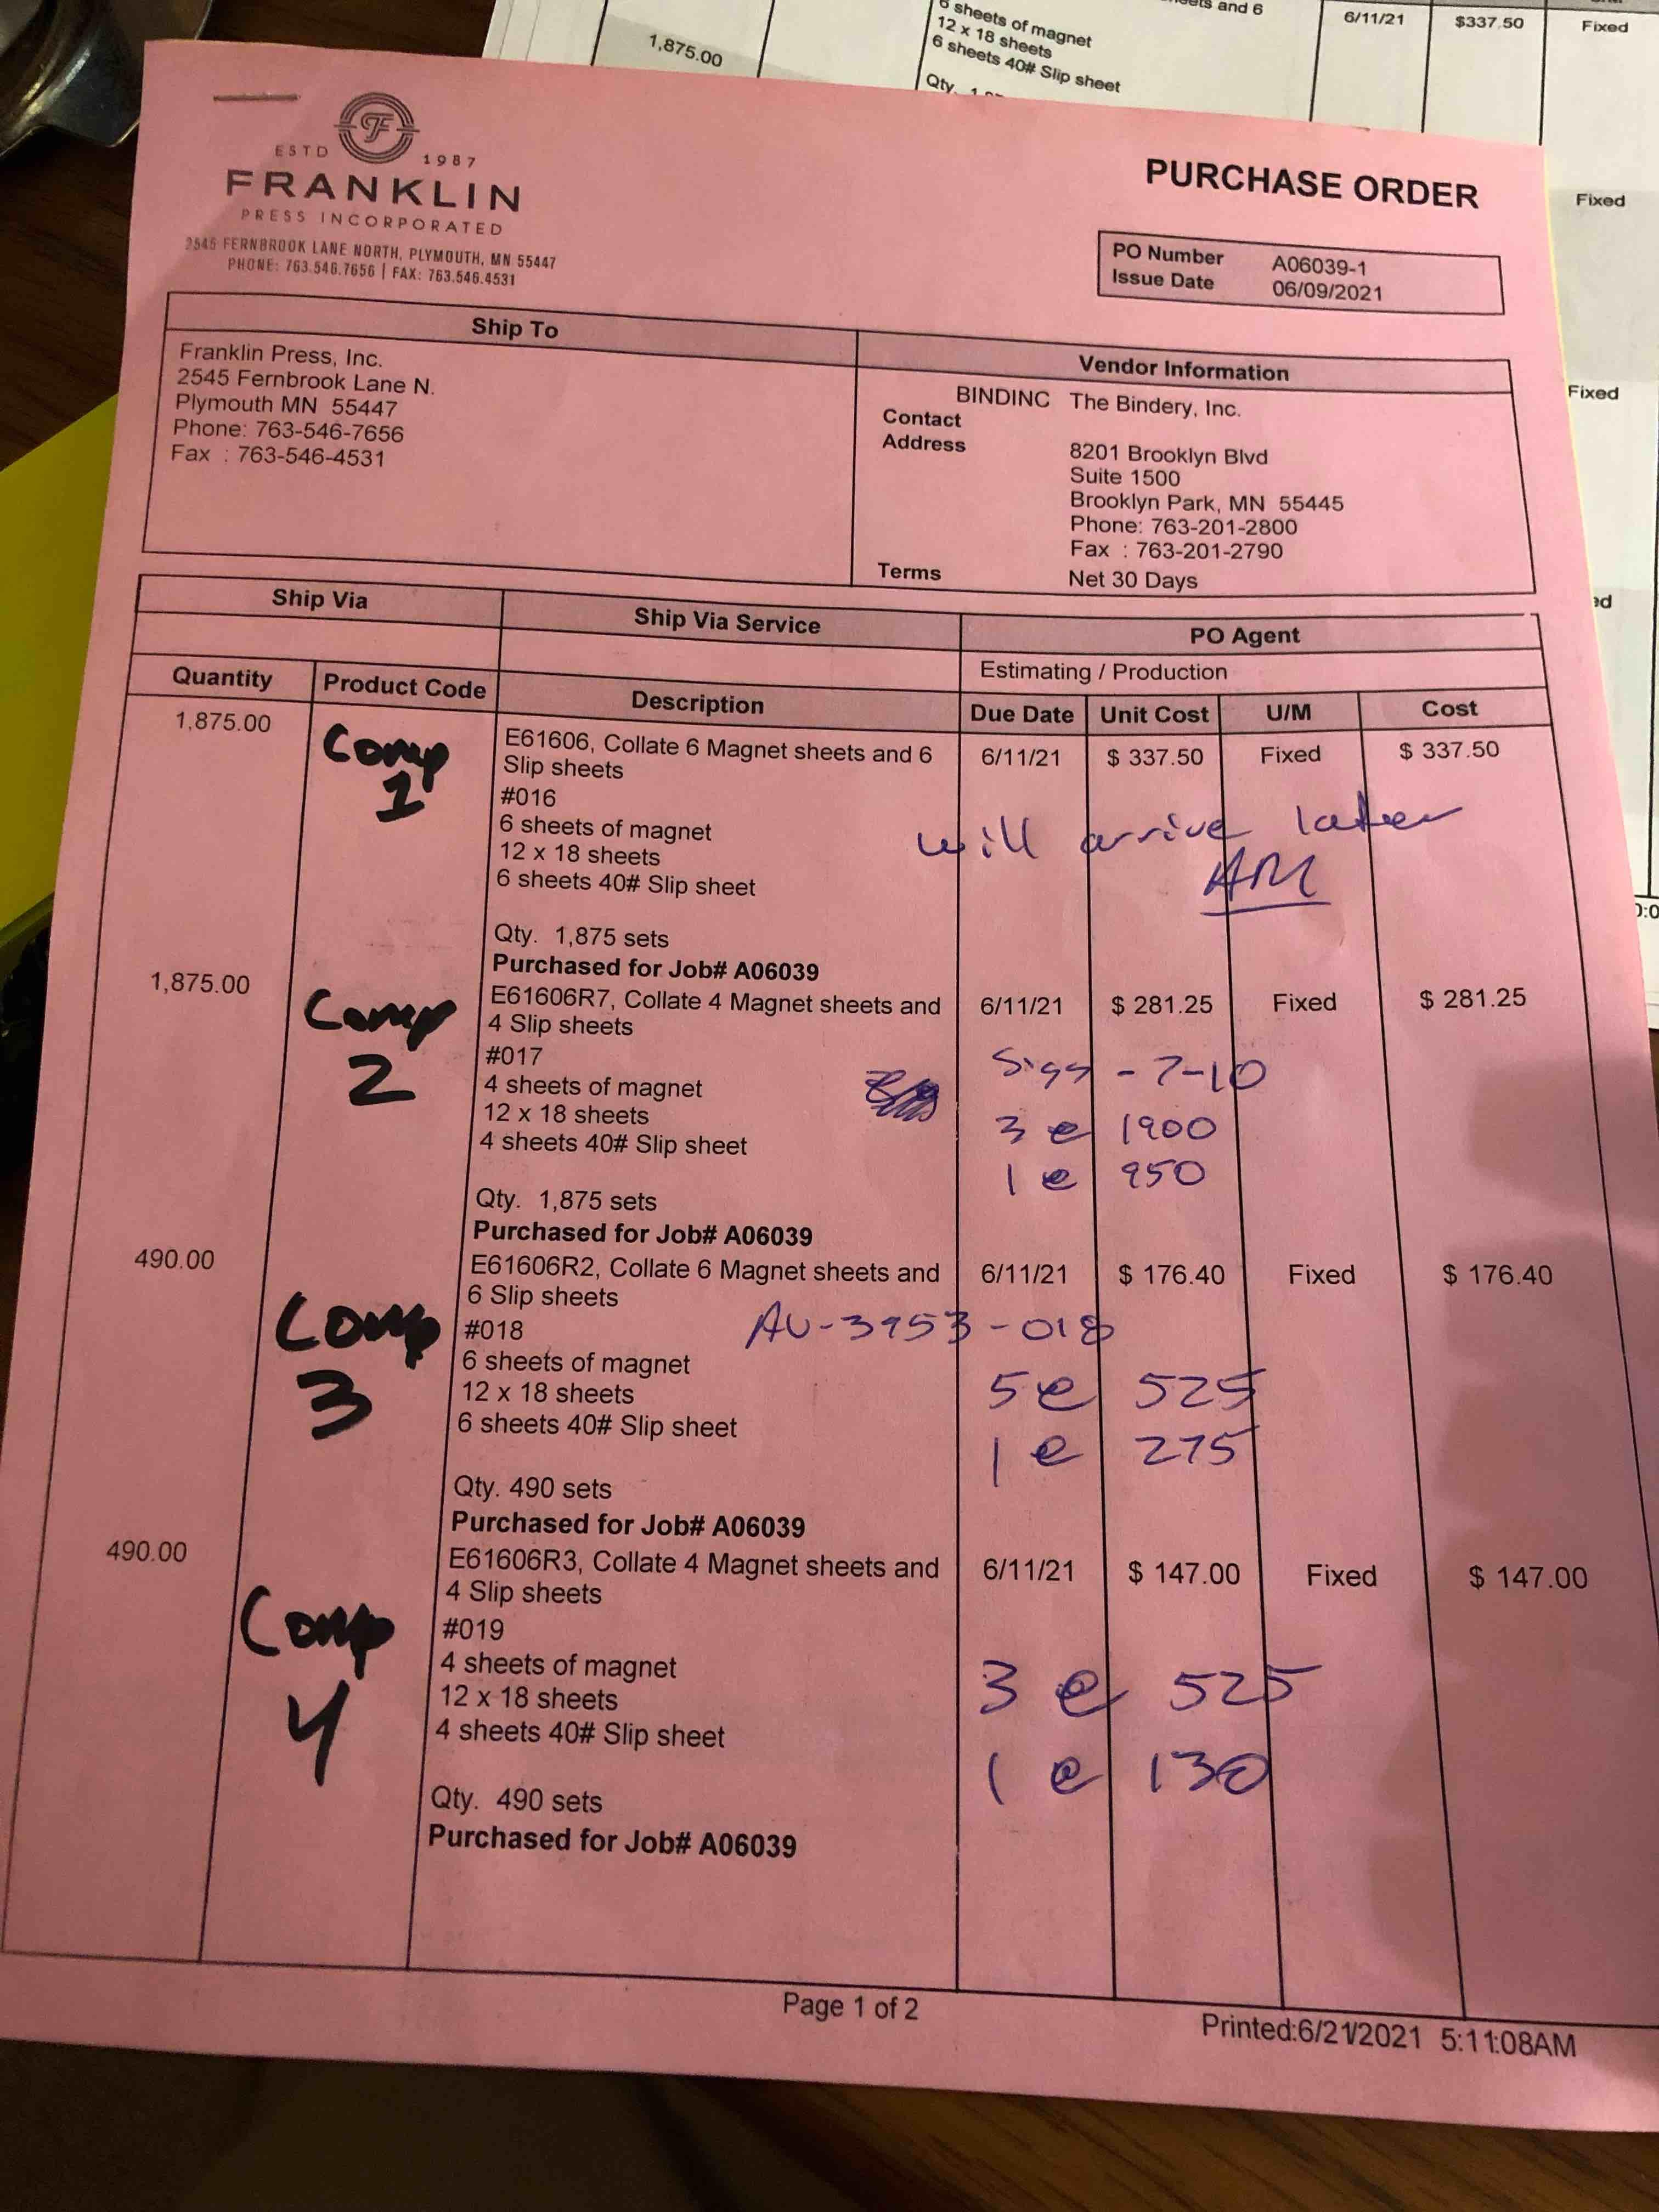 6 sheets of magnet
12 x 18 sheets
6 sheets 40# Slip sheet
1,875.00
Qty.
and 6
6/11/21 $337.50 Fixed
Fixed
Fixed
ESTD 1987
FRANKLIN
PRESS INCORPORATED
2545 FERNBROOK LANE NORTH, PLYMOUTH, MN 55447
PHONE: 763.546.7656 | FAX: 763.546.4531
PURCHASE ORDER
PO Number A06039-1
Issue Date 06/09/2021
Ship To
Franklin Press, Inc.
2545 Fernbrook Lane N.
Plymouth MN 55447
Phone: 763-546-7656
Fax : 763-546-4531
Vendor Information
BINDINC The Bindery, Inc.
Contact
Address
8201 Brooklyn Blvd
Suite 1500
Brooklyn Park, MN 55445
Phone: 763-201-2800
Fax : 763-201-2790
Terms Net 30 Days
Ship Via Ship Via Service PO Agent
Estimating / Production
Quantity Product Code Description Due Date Unit Cost U/M Cost
1,875.00 E61606, Collate 6 Magnet sheets and 6 6/11/21 $ 337.50 Fixed $ 337.50
Comp
1
Slip sheets
#016
6 sheets of magnet
12 x 18 sheets
6 sheets 40# Slip sheet
will arrive later
Qty. 1,875 sets
Purchased for Job# A06039
1,875.00 E61606R7, Collate 4 Magnet sheets and 6/11/21 $ 281.25 Fixed $ 281.25
Comp
2
4 Slip sheets
#017
4 sheets of magnet
12 x 18 sheets
4 sheets 40# Slip sheet
Sigs - 7-10
3 @ 1900
1 @ 950
Qty. 1,875 sets
Purchased for Job# A06039
490.00 E61606R2, Collate 6 Magnet sheets and 6/11/21 $ 176.40 Fixed $ 176.40
Comp
3
6 Slip sheets
#018
AU-3953-018
6 sheets of magnet
12 x 18 sheets
6 sheets 40# Slip sheet
5 @ 525
1 @ 275
Qty. 490 sets
Purchased for Job# A06039
490.00 E61606R3, Collate 4 Magnet sheets and 6/11/21 $ 147.00 Fixed $ 147.00
Comp
4
4 Slip sheets
#019
4 sheets of magnet
12 x 18 sheets
4 sheets 40# Slip sheet
3 @ 525
1 @ 130
Qty. 490 sets
Purchased for Job# A06039
Page 1 of 2
Printed:6/21/2021 5:11:08AM